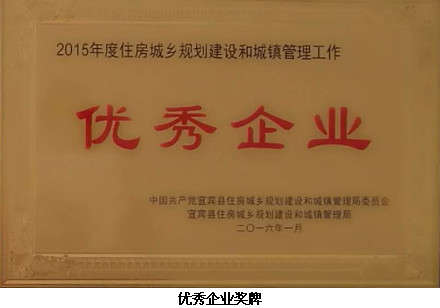 2015年度住房城乡规划建设和城镇管理工作
优秀企业
中国共产党宜宾县住房城乡规划建设和城镇管理局委员会
宜宾县住房城乡规划建设和城镇管理局
二〇一六年一月
优秀企业奖牌